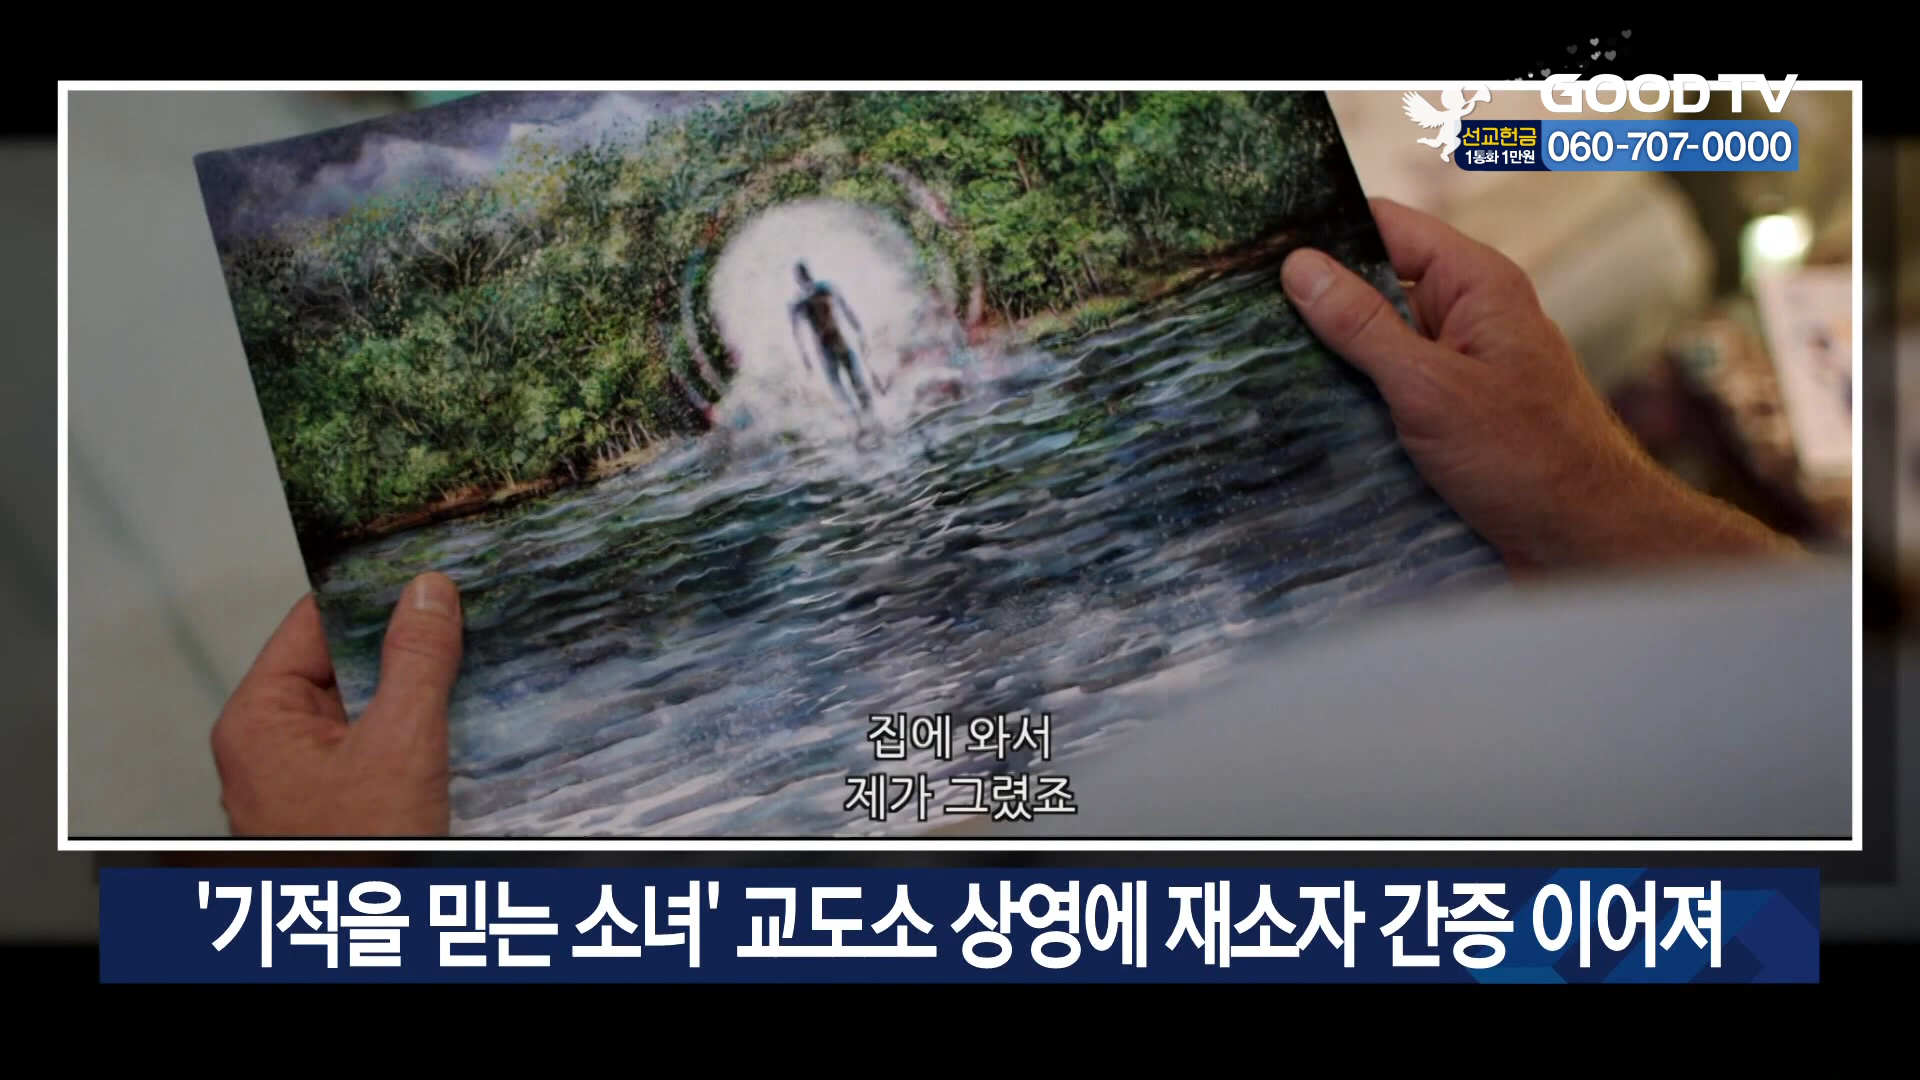 GOODTV
선교헌금
1통화 1만원
060-707-0000
집에 와서
제가 그렸죠
'기적을 믿는 소녀' 교도소 상영에 재소자 간증 이어져